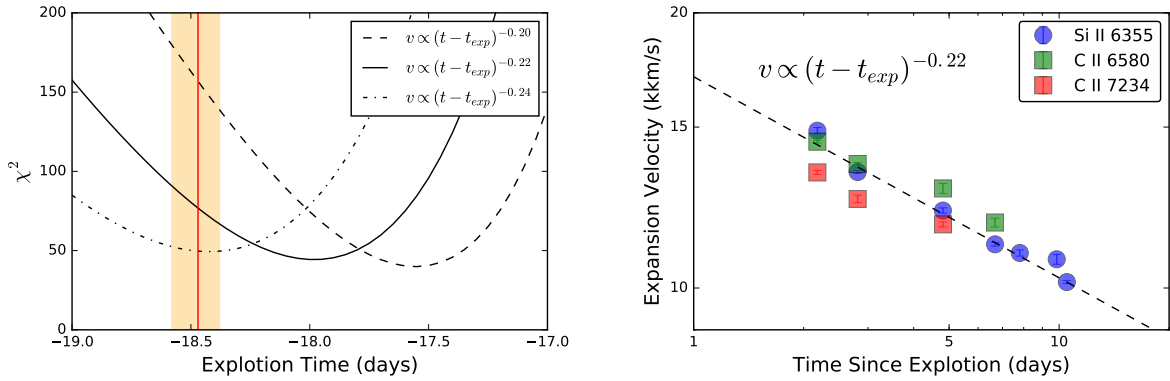 200
150
100
50
0
χ²
−19.0
−18.5
−18.0
−17.5
−17.0
Explotion Time (days)
v ∝ (t − t_exp)^−0.20
v ∝ (t − t_exp)^−0.22
v ∝ (t − t_exp)^−0.24
20
15
10
Expansion Velocity (kkm/s)
1
5
10
Time Since Explotion (days)
v ∝ (t − t_exp)^−0.22
Si II 6355
C II 6580
C II 7234